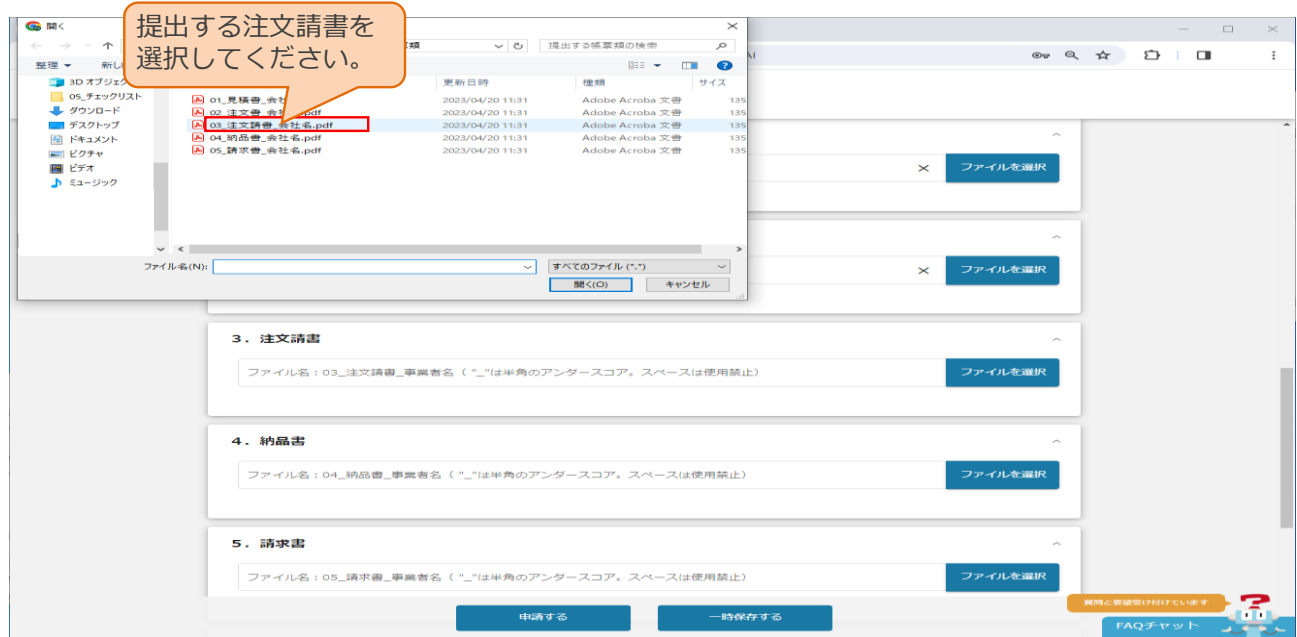 開く
提出する注文請書を
選択してください。
類
提出する帳票類の検索
整理
新し
更新日時
種類
サイズ
3D オブジェク
05_チェックリスト
ダウンロード
デスクトップ
ドキュメント
ピクチャ
ビデオ
ミュージック
01_見積書_会社
2023/04/20 11:31
Adobe Acroba 文書
135
02_注文書_会社名.pdf
2023/04/20 11:31
Adobe Acroba 文書
135
03_注文請書_会社名.pdf
2023/04/20 11:31
Adobe Acroba 文書
135
04_納品書_会社名.pdf
2023/04/20 11:31
Adobe Acroba 文書
135
05_請求書_会社名.pdf
2023/04/20 11:31
Adobe Acroba 文書
135
ファイル名(N):
すべてのファイル (*.*)
開く(O)
キャンセル
ファイルを選択
ファイルを選択
3. 注文請書
ファイル名：03_注文請書_事業者名（ "_"は半角のアンダースコア。スペースは使用禁止）
ファイルを選択
4. 納品書
ファイル名：04_納品書_事業者名（ "_"は半角のアンダースコア。スペースは使用禁止）
ファイルを選択
5. 請求書
ファイル名：05_請求書_事業者名（ "_"は半角のアンダースコア。スペースは使用禁止）
ファイルを選択
申請する
一時保存する
質問と要望受け付けています
FAQチャット